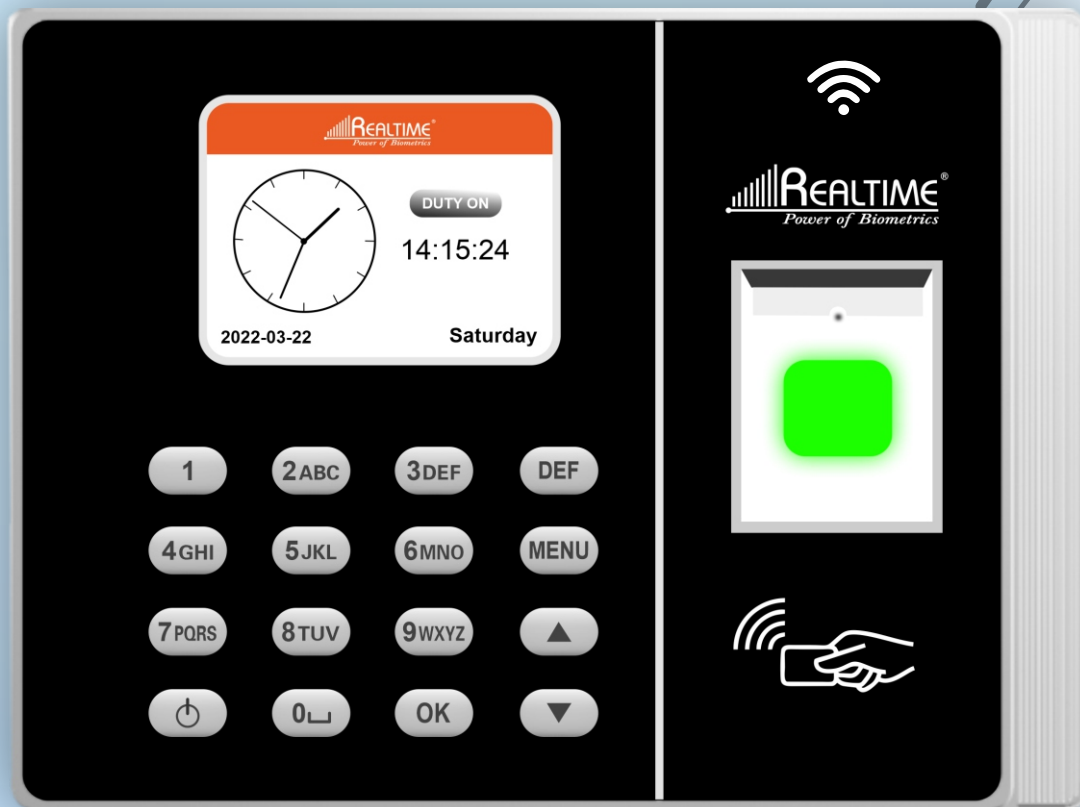 REALTIME®
Power of Biometrics
DUTY ON
14:15:24
2022-03-22 Saturday
REALTIME®
Power of Biometrics
1 2ABC 3DEF DEF
4GHI 5JKL 6MNO MENU
7PQRS 8TUV 9WXYZ ▲
0 OK ▼